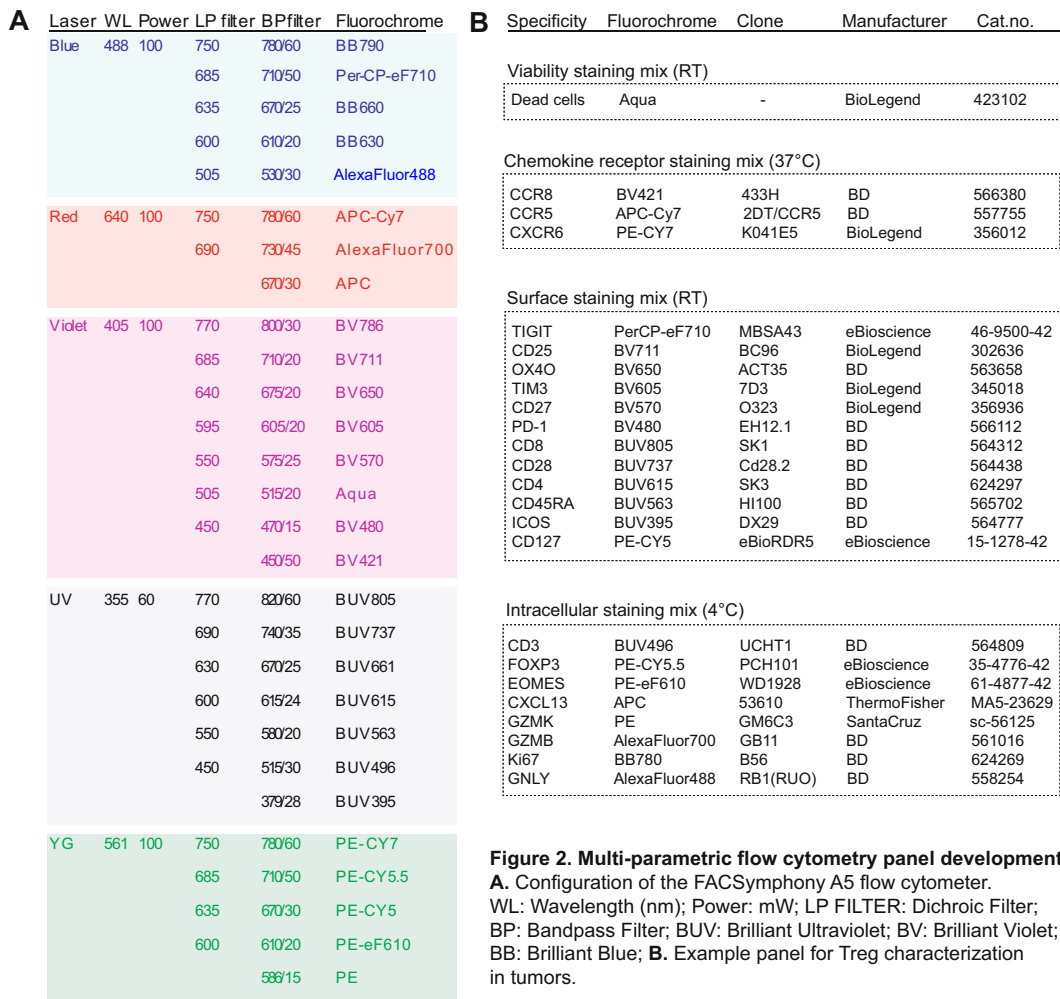 A
Laser WL Power LP filter BPfilter Fluorochrome
Blue 488 100 750 780/60 BB790
685 710/50 Per-CP-eF710
635 670/25 BB660
600 610/20 BB630
505 530/30 AlexaFluor488
Red 640 100 750 780/60 APC-Cy7
690 730/45 AlexaFluor700
670/30 APC
Violet 405 100 770 800/30 BV786
685 710/20 BV711
640 675/20 BV650
595 605/20 BV605
550 575/25 BV570
505 515/20 Aqua
450 470/15 BV480
450/50 BV421
UV 355 60 770 820/60 BUV805
690 740/35 BUV737
630 670/25 BUV661
600 615/24 BUV615
550 580/20 BUV563
450 515/30 BUV496
379/28 BUV395
YG 561 100 750 780/60 PE-CY7
685 710/50 PE-CY5.5
635 670/30 PE-CY5
600 610/20 PE-eF610
586/15 PE
B
Specificity Fluorochrome Clone Manufacturer Cat.no.
Viability staining mix (RT)
Dead cells Aqua - BioLegend 423102
Chemokine receptor staining mix (37°C)
CCR8 BV421 433H BD 566380
CCR5 APC-Cy7 2DT/CCR5 BD 557755
CXCR6 PE-CY7 K041E5 BioLegend 356012
Surface staining mix (RT)
TIGIT PerCP-eF710 MBSA43 eBioscience 46-9500-42
CD25 BV711 BC96 BioLegend 302636
OX4O BV650 ACT35 BD 563658
TIM3 BV605 7D3 BioLegend 345018
CD27 BV570 O323 BioLegend 356936
PD-1 BV480 EH12.1 BD 566112
CD8 BUV805 SK1 BD 564312
CD28 BUV737 Cd28.2 BD 564438
CD4 BUV615 SK3 BD 624297
CD45RA BUV563 HI100 BD 565702
ICOS BUV395 DX29 BD 564777
CD127 PE-CY5 eBioRDR5 eBioscience 15-1278-42
Intracellular staining mix (4°C)
CD3 BUV496 UCHT1 BD 564809
FOXP3 PE-CY5.5 PCH101 eBioscience 35-4776-42
EOMES PE-eF610 WD1928 eBioscience 61-4877-42
CXCL13 APC 53610 ThermoFisher MA5-23629
GZMK PE GM6C3 SantaCruz sc-56125
GZMB AlexaFluor700 GB11 BD 561016
Ki67 BB780 B56 BD 624269
GNLY AlexaFluor488 RB1(RUO) BD 558254
Figure 2. Multi-parametric flow cytometry panel development
A. Configuration of the FACSymphony A5 flow cytometer.
WL: Wavelength (nm); Power: mW; LP FILTER: Dichroic Filter;
BP: Bandpass Filter; BUV: Brilliant Ultraviolet; BV: Brilliant Violet;
BB: Brilliant Blue; B. Example panel for Treg characterization
in tumors.